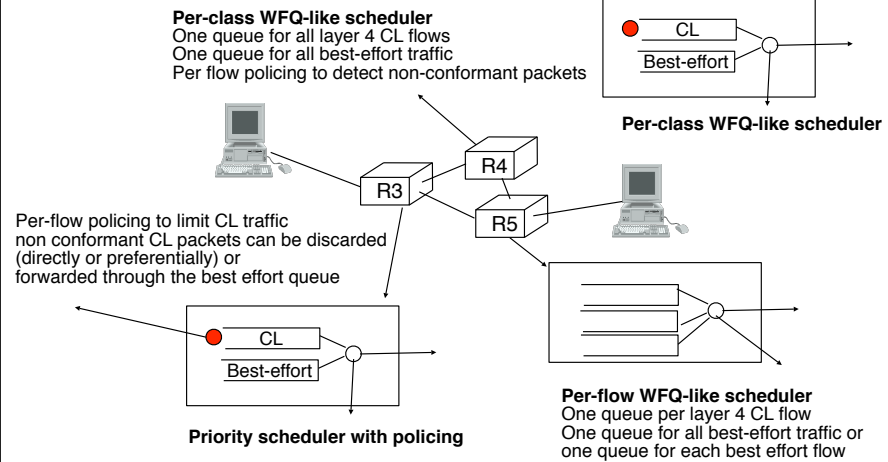 Per-class WFQ-like scheduler
One queue for all layer 4 CL flows
One queue for all best-effort traffic
Per flow policing to detect non-conformant packets
CL
Best-effort
Per-class WFQ-like scheduler
R4
R3
R5
Per-flow policing to limit CL traffic
non conformant CL packets can be discarded
(directly or preferentially) or
forwarded through the best effort queue
CL
Best-effort
Priority scheduler with policing
Per-flow WFQ-like scheduler
One queue per layer 4 CL flow
One queue for all best-effort traffic or
one queue for each best effort flow